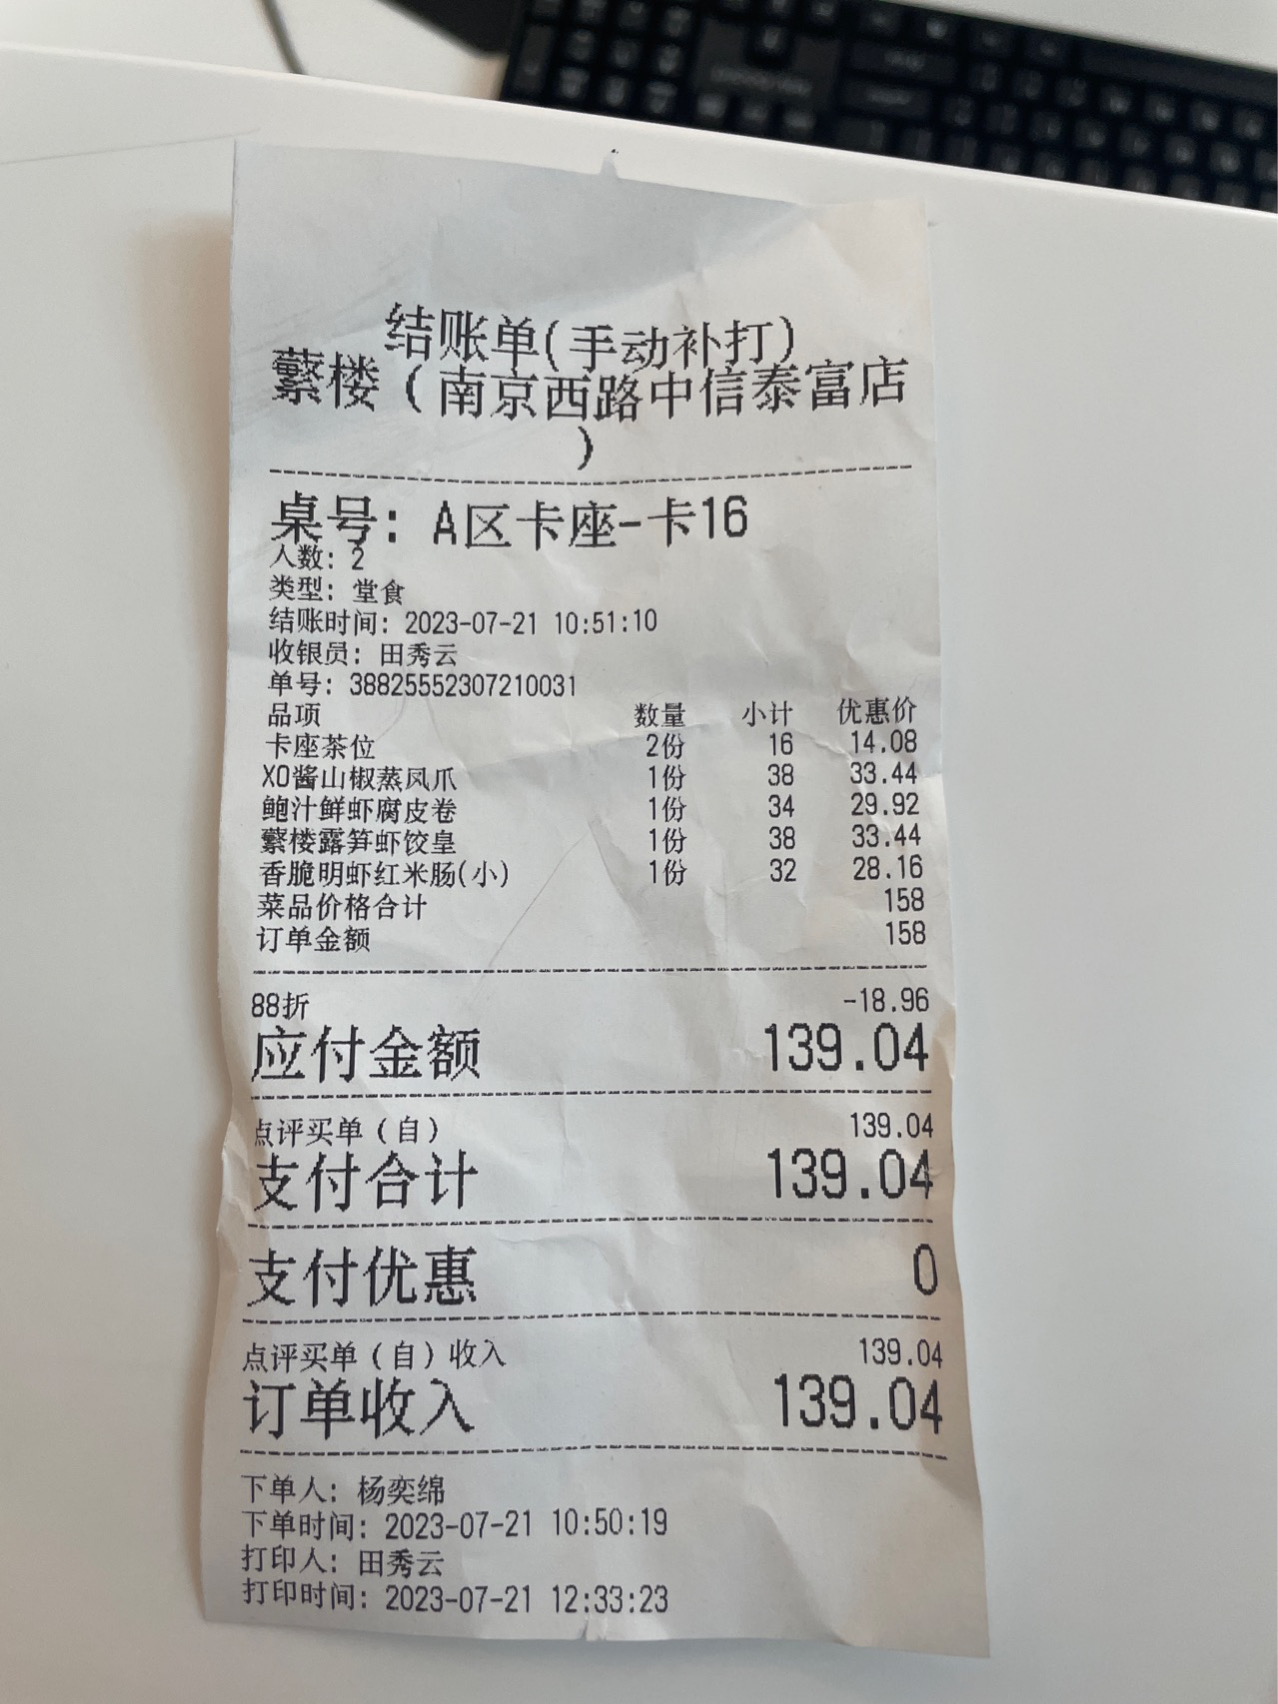 结账单(手动补打)
蘩楼(南京西路中信泰富店
)
桌号: A区卡座-卡16
人数: 2
类型: 堂食
结账时间: 2023-07-21 10:51:10
收银员: 田秀云
单号: 38825552307210031
品项 数量 小计 优惠价
卡座茶位 2份 16 14.08
XO酱山椒蒸凤爪 1份 38 33.44
鲍汁鲜虾腐皮卷 1份 34 29.92
蘩楼露笋虾饺皇 1份 38 33.44
香脆明虾红米肠(小) 1份 32 28.16
菜品价格合计 158
订单金额 158
88折 -18.96
应付金额 139.04
点评买单(自) 139.04
支付合计 139.04
支付优惠 0
点评买单(自)收入 139.04
订单收入 139.04
下单人: 杨奕绵
下单时间: 2023-07-21 10:50:19
打印人: 田秀云
打印时间: 2023-07-21 12:33:23